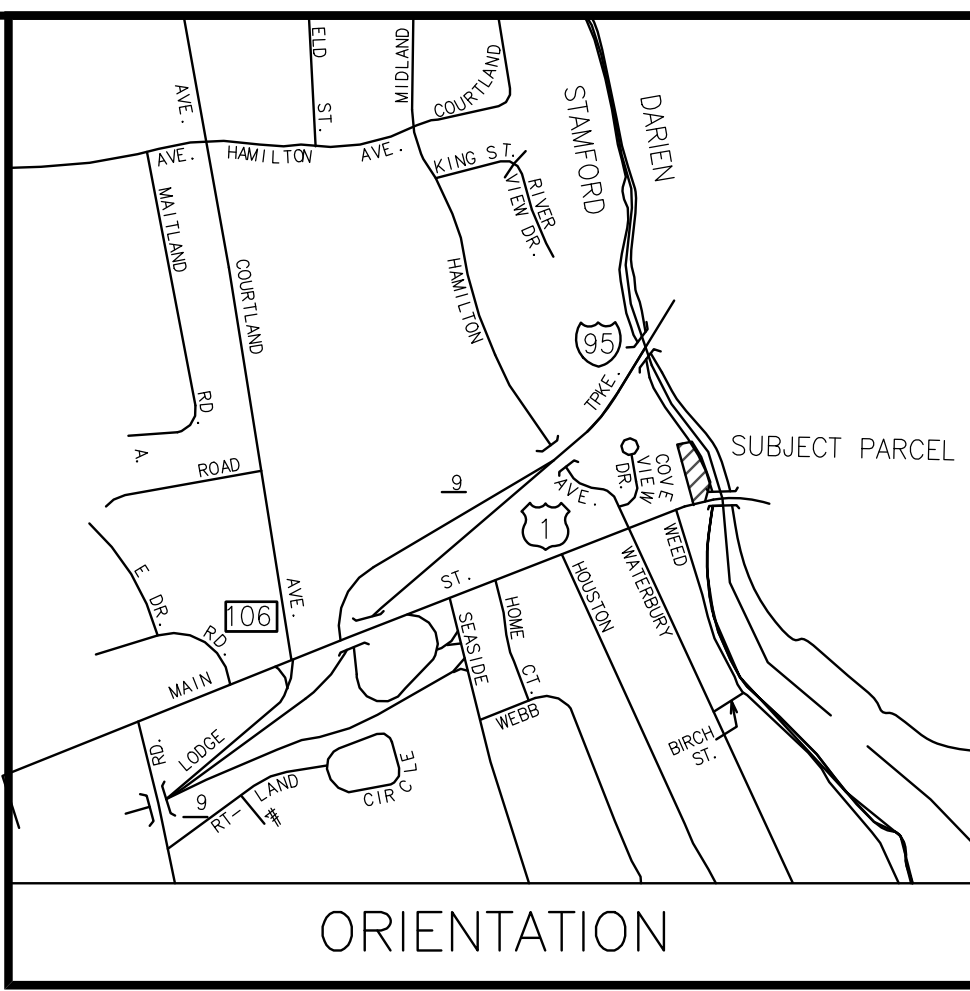 ELD ST.
MIDLAND
COURTLAND
AVE.
AVE.
HAMILTON
AVE.
KING ST.
RIVER
VIEW DR.
STAMFORD
DARIEN
MAITLAND
RD.
COURTLAND
HAMILTON
95
TPKE.
A.
ROAD
9
SUBJECT PARCEL
COVE
VIEW
DR.
AVE.
1
WEED
WATERBURY
HOUSTON
ST.
E DR.
106
AVE.
RD.
MAIN
SEASIDE
HOME CT.
WEBB
BIRCH
ST.
RD.
LODGE
9
RT-LAND
CIRCLE
#
ORIENTATION